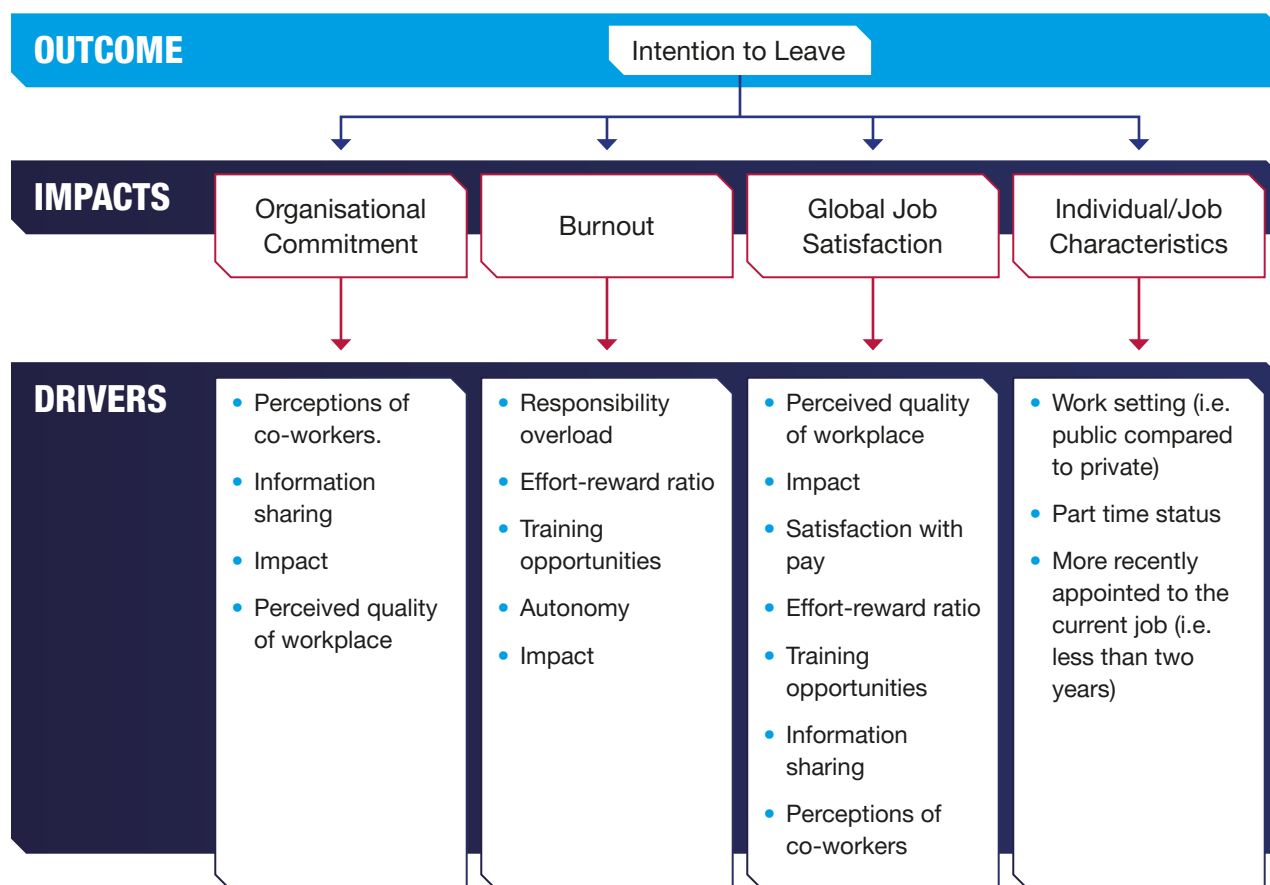 OUTCOME
Intention to Leave
IMPACTS
Organisational
Commitment
Burnout
Global Job
Satisfaction
Individual/Job
Characteristics
DRIVERS
• Perceptions of
co-workers.
• Information
sharing
• Impact
• Perceived quality
of workplace
• Responsibility
overload
• Effort-reward ratio
• Training
opportunities
• Autonomy
• Impact
• Perceived quality
of workplace
• Impact
• Satisfaction with
pay
• Effort-reward ratio
• Training
opportunities
• Information
sharing
• Perceptions of
co-workers
• Work setting (i.e.
public compared
to private)
• Part time status
• More recently
appointed to the
current job (i.e.
less than two
years)